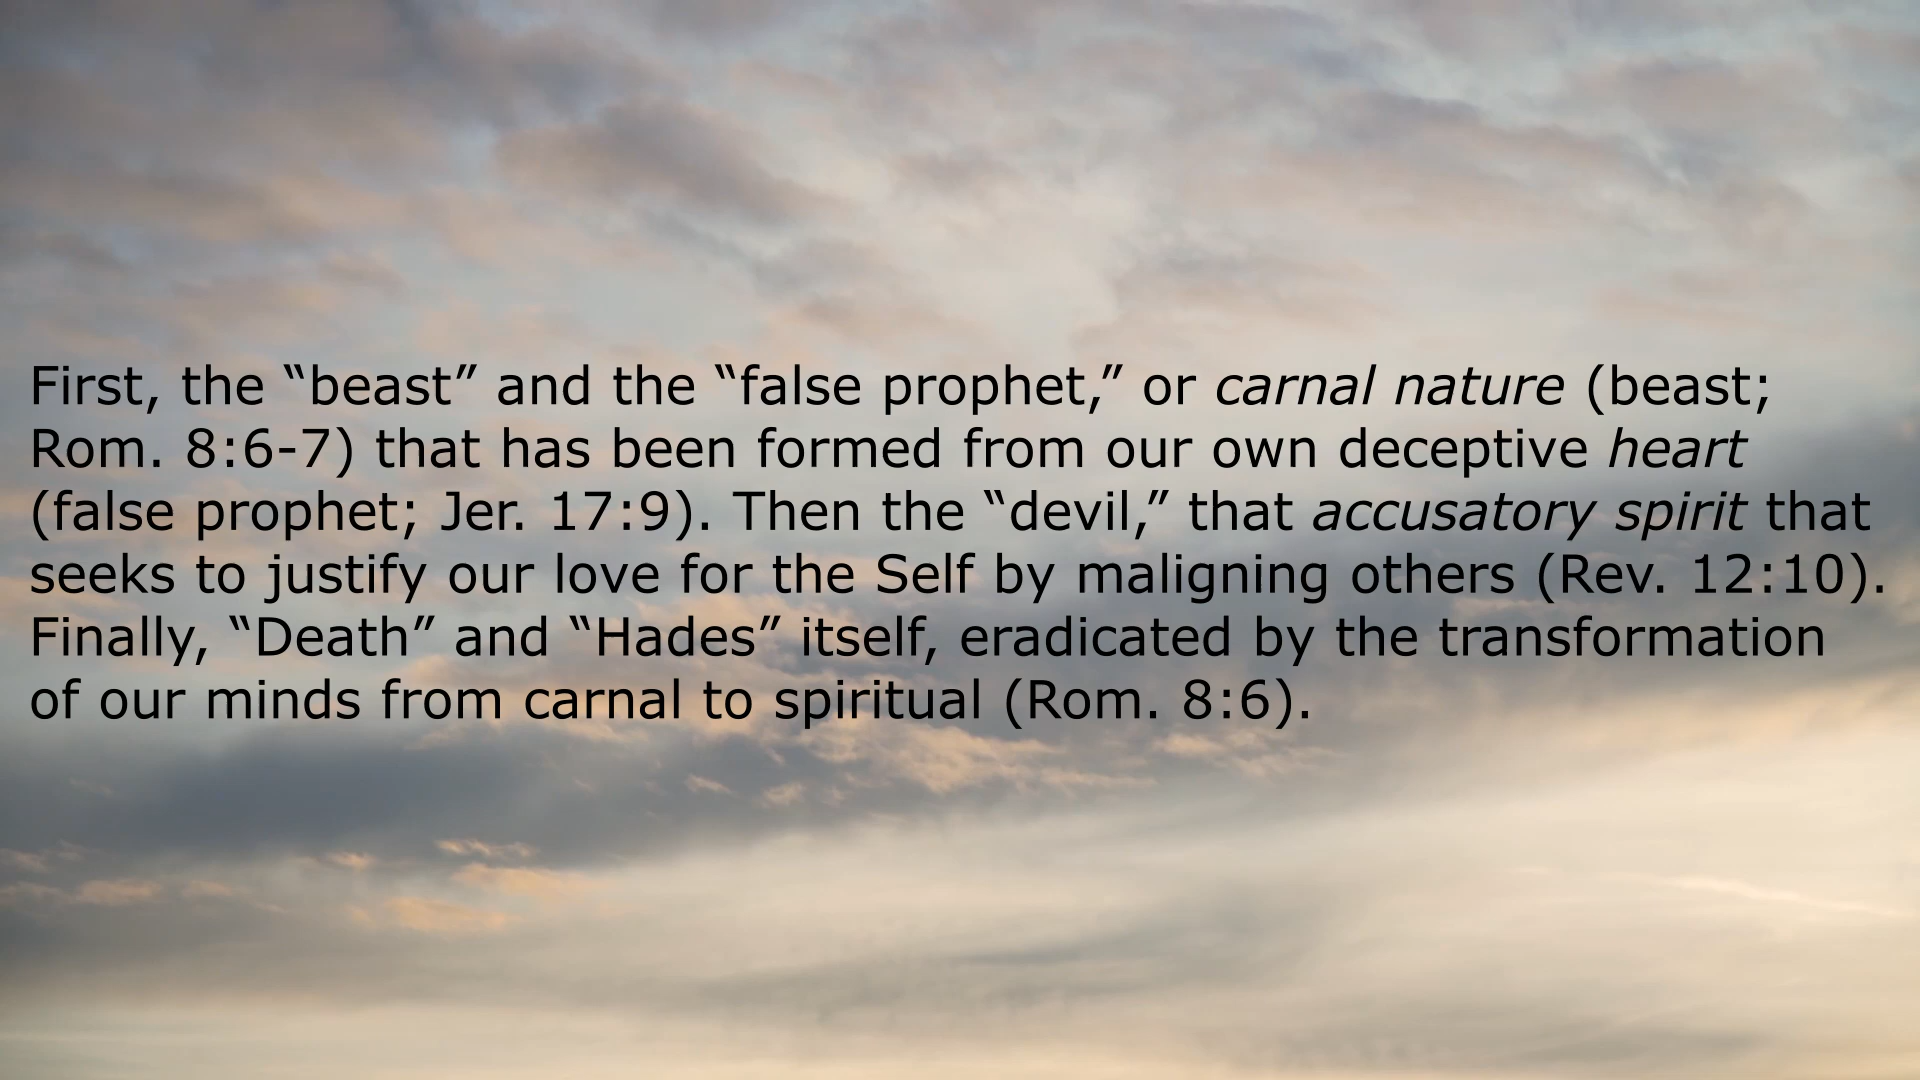 First, the “beast” and the “false prophet,” or carnal nature (beast;
Rom. 8:6-7) that has been formed from our own deceptive heart
(false prophet; Jer. 17:9). Then the “devil,” that accusatory spirit that
seeks to justify our love for the Self by maligning others (Rev. 12:10).
Finally, “Death” and “Hades” itself, eradicated by the transformation
of our minds from carnal to spiritual (Rom. 8:6).